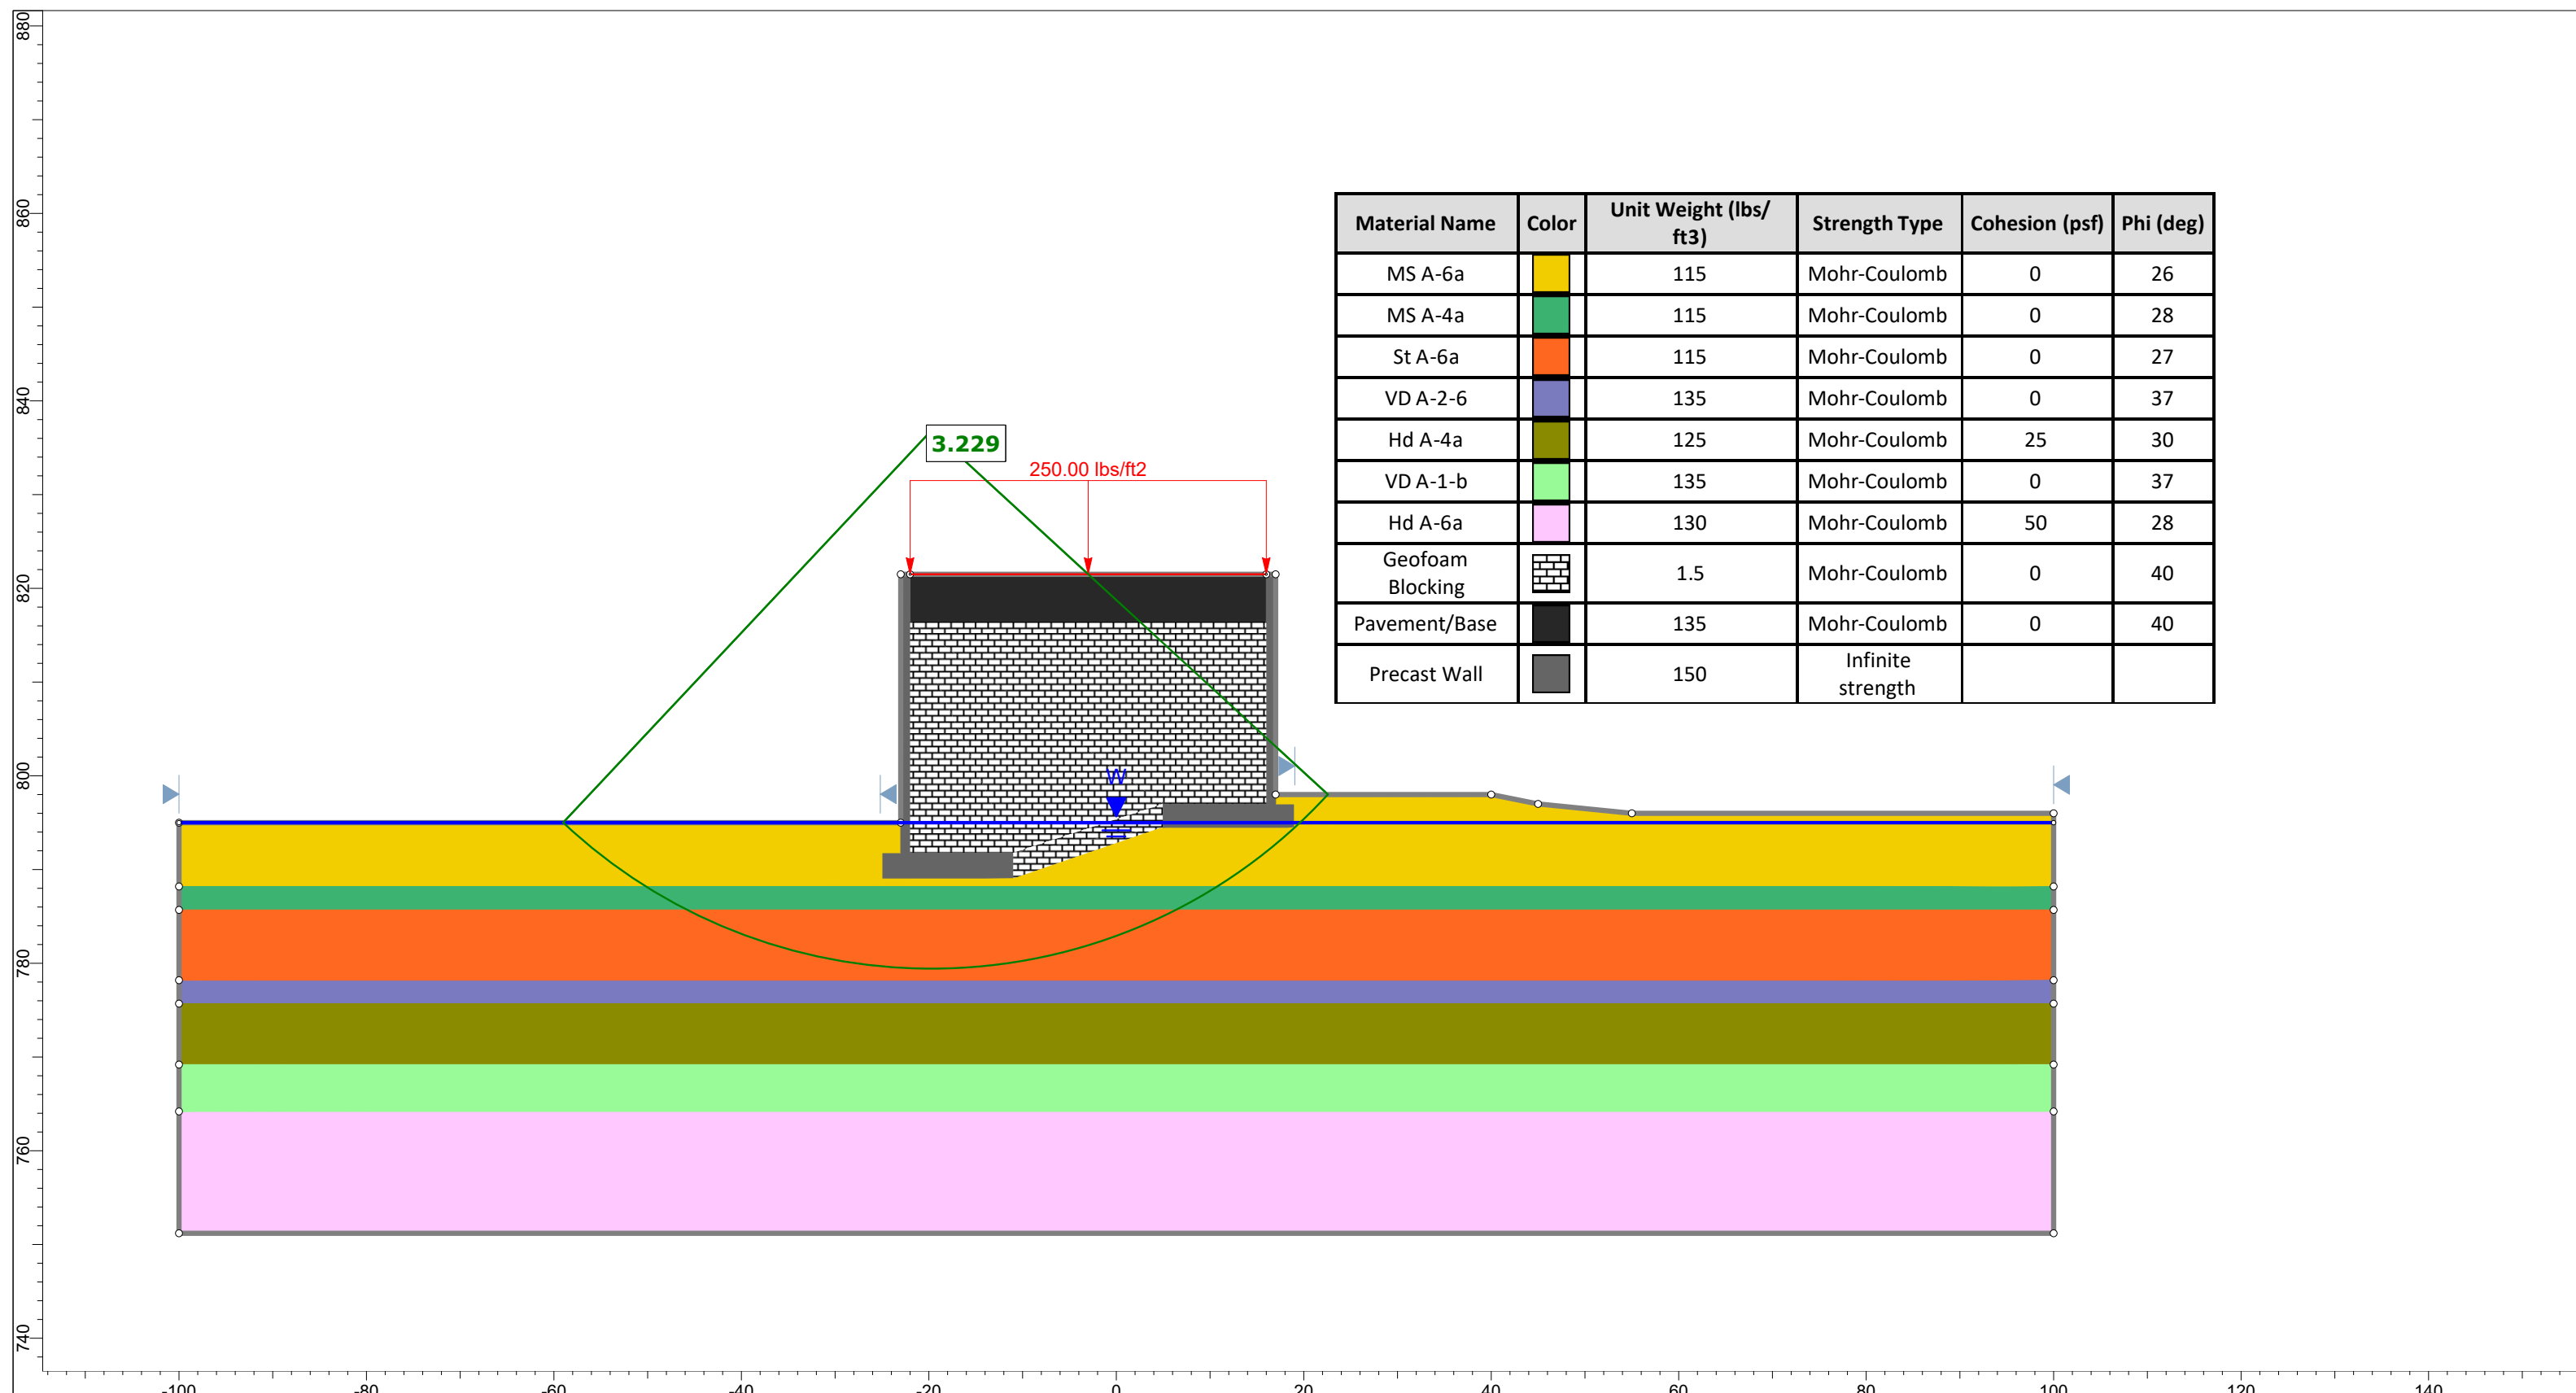 880
860
840
820
800
780
760
740
3.229
250.00 lbs/ft2
W
Material Name Color Unit Weight (lbs/
ft3) Strength Type Cohesion (psf) Phi (deg)
MS A-6a 115 Mohr-Coulomb 0 26
MS A-4a 115 Mohr-Coulomb 0 28
St A-6a 115 Mohr-Coulomb 0 27
VD A-2-6 135 Mohr-Coulomb 0 37
Hd A-4a 125 Mohr-Coulomb 25 30
VD A-1-b 135 Mohr-Coulomb 0 37
Hd A-6a 130 Mohr-Coulomb 50 28
Geofoam
Blocking 1.5 Mohr-Coulomb 0 40
Pavement/Base 135 Mohr-Coulomb 0 40
Precast Wall 150 Infinite
strength
-100 -80 -60 -40 -20 0 20 40 60 80 100 120 140